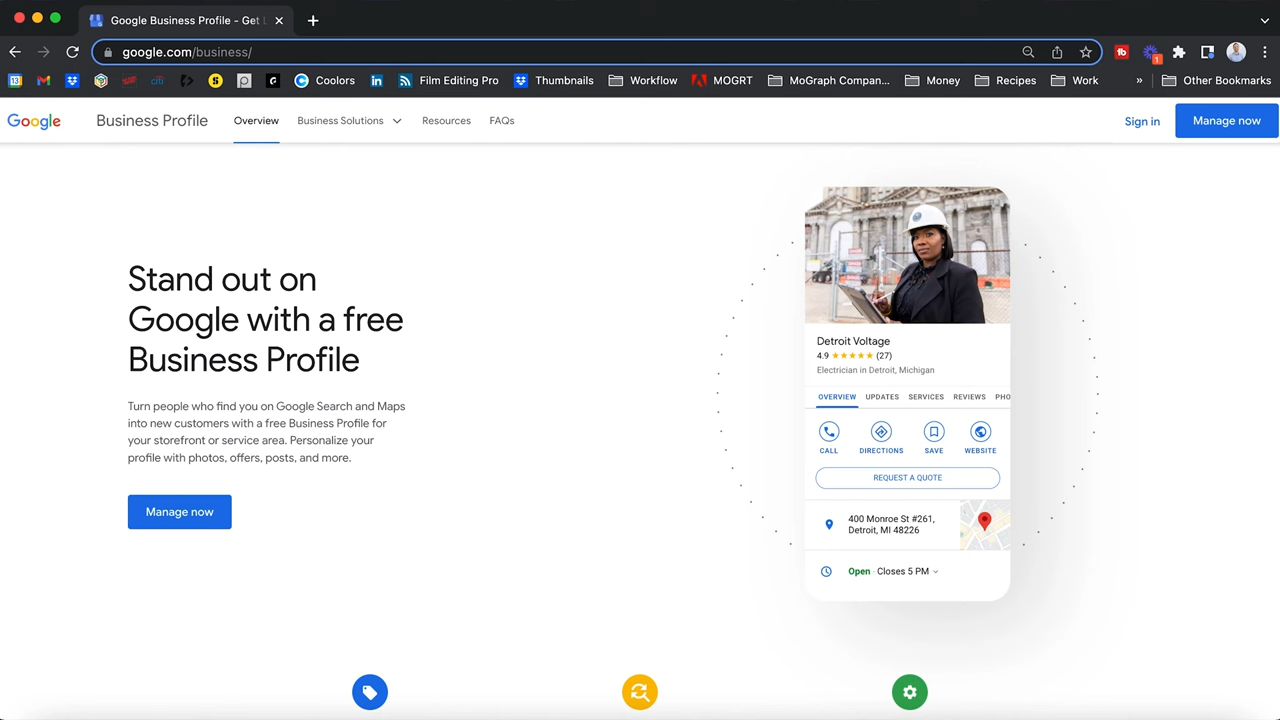 Google Business Profile - Get L
google.com/business/
1
Coolors
Film Editing Pro
Thumbnails
Workflow
MOGRT
MoGraph Compan...
Money
Recipes
Work
»
Other Bookmarks
Google
Business Profile
Overview
Business Solutions
Resources
FAQs
Sign in
Manage now
Stand out on
Google with a free
Business Profile
Turn people who find you on Google Search and Maps
into new customers with a free Business Profile for
your storefront or service area. Personalize your
profile with photos, offers, posts, and more.
Manage now
Detroit Voltage
4.9 ★★★★★ (27)
Electrician in Detroit, Michigan
OVERVIEW
UPDATES
SERVICES
REVIEWS
PHO
CALL
DIRECTIONS
SAVE
WEBSITE
REQUEST A QUOTE
400 Monroe St #261,
Detroit, MI 48226
Open · Closes 5 PM